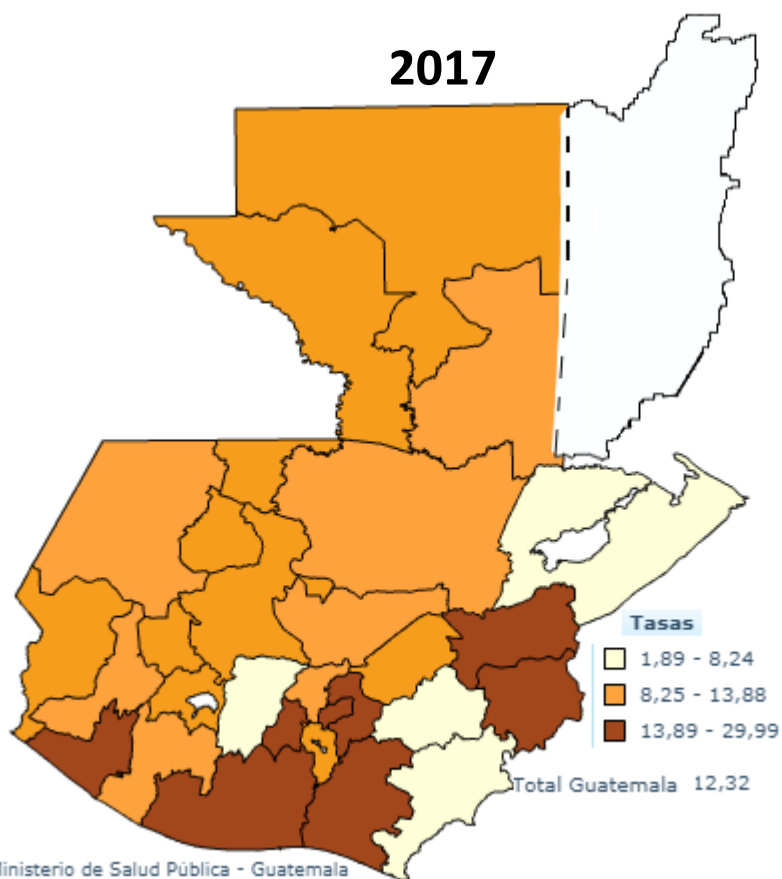 2017
Tasas
1,89 - 8,24
8,25 - 13,88
13,89 - 29,99
Total Guatemala 12,32
Ministerio de Salud Pública - Guatemala